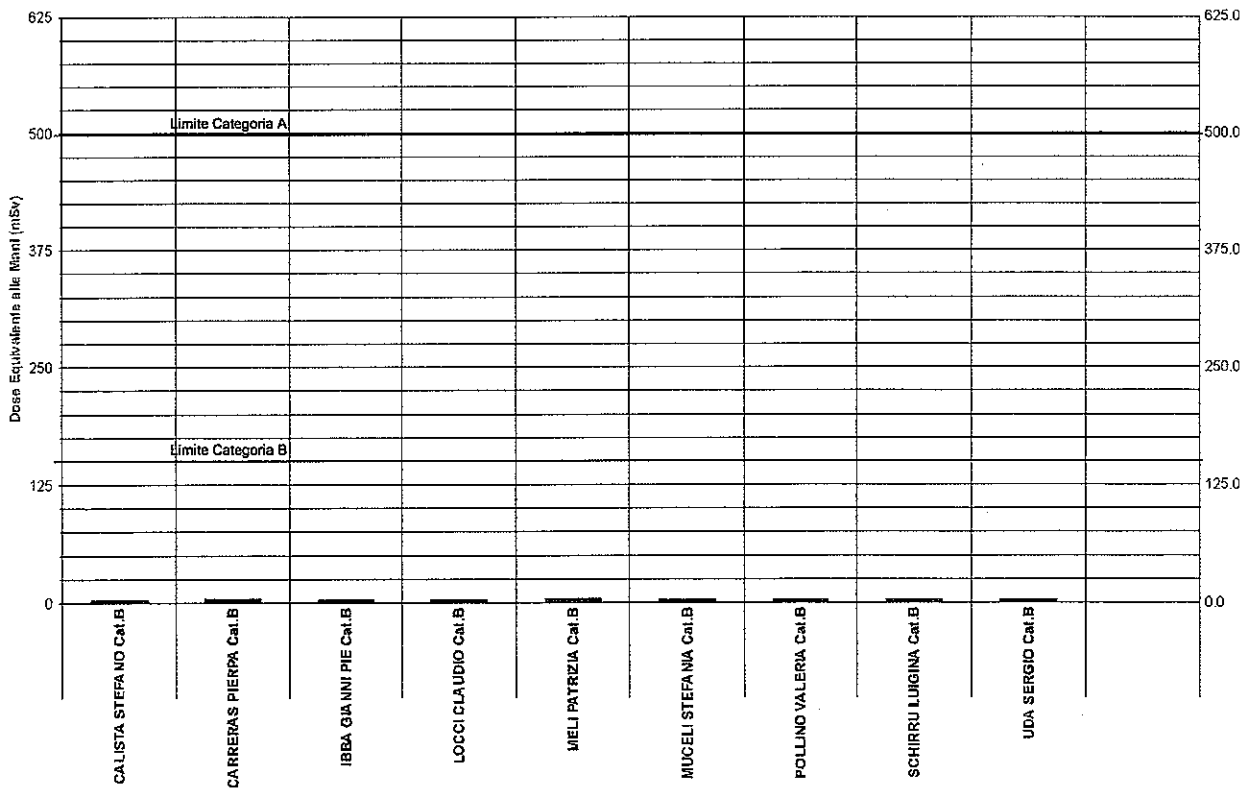 625
625.0
Limite Categoria A
500
500.0
Dose Equivalente alle Mani (mSv)
375
375.0
250
250.0
Limite Categoria B
125
125.0
0
0.0
CALISTA STEFANO Cat.B
CARRERAS PIERPA Cat.B
IBBA GIANNI PIE Cat.B
LOCCI CLAUDIO Cat.B
MELI PATRIZIA Cat.B
MUCELI STEFANIA Cat.B
POLLINO VALERIA Cat.B
SCHIRRU LUIGINA Cat.B
UDA SERGIO Cat.B